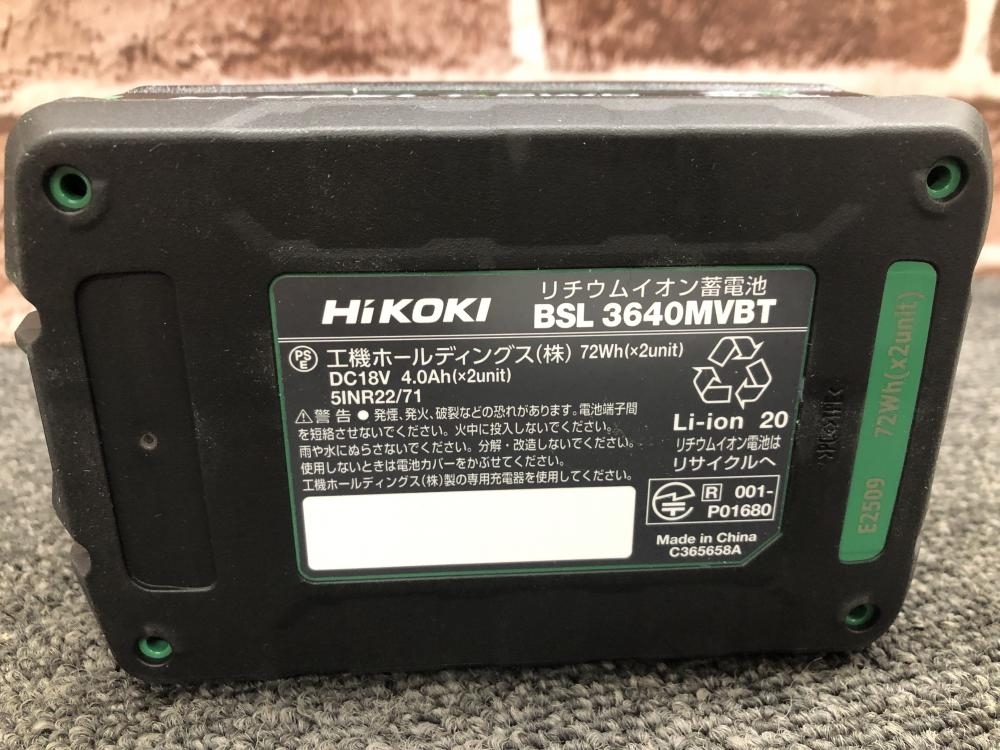 HiKOKI
リチウムイオン蓄電池
BSL 3640MVBT
PS E
工機ホールディングス(株) 72Wh(×2unit)
DC18V 4.0Ah(×2unit)
5INR22/71
⚠警告 ● 発煙、発火、破裂などの恐れがあります。電池端子間
を短絡させないでください。火中に投入しないでください。
雨や水にぬらさないでください。分解・改造しないでください。
使用しないときは電池カバーをかぶせてください。
工機ホールディングス(株)製の専用充電器を使用してください。
Li-ion 20
リチウムイオン電池は
リサイクルへ
R 001-
P01680
Made in China
C365658A
E2509 72Wh(x2unit)